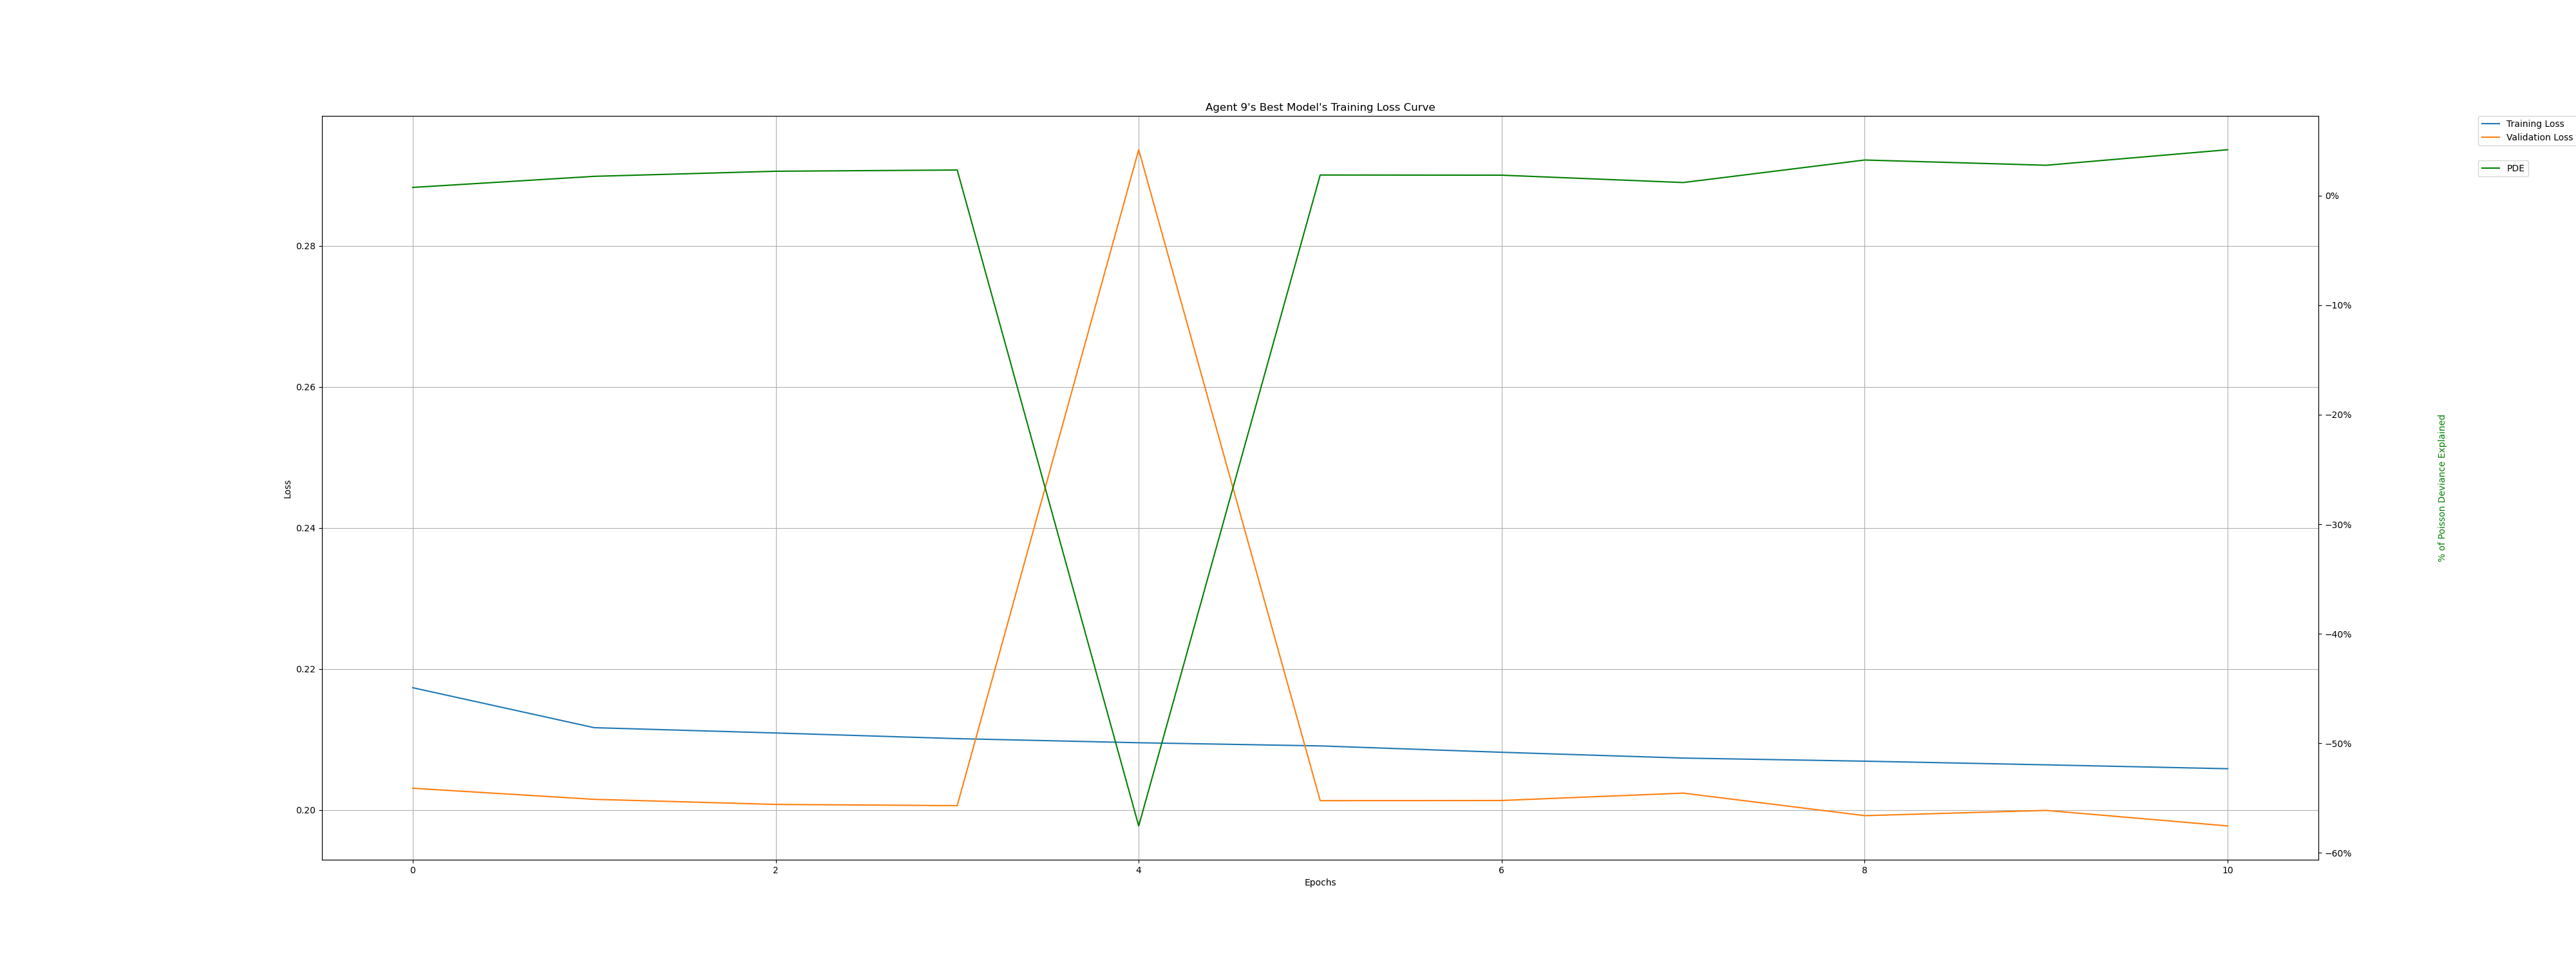 Agent 9's Best Model's Training Loss Curve
Training Loss
Validation Loss
PDE
0.28
0.26
0.24
0.22
0.20
Loss
0%
−10%
−20%
−30%
−40%
−50%
−60%
% of Poisson Deviance Explained
0 2 4 6 8 10
Epochs